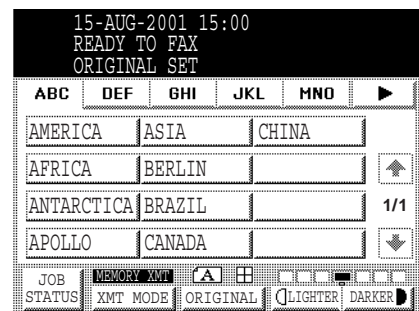 15-AUG-2001 15:00
READY TO FAX
ORIGINAL SET
ABC DEF GHI JKL MNO
AMERICA ASIA CHINA
AFRICA BERLIN
ANTARCTICA BRAZIL 1/1
APOLLO CANADA
JOB STATUS MEMORY XMT A
XMT MODE ORIGINAL LIGHTER DARKER